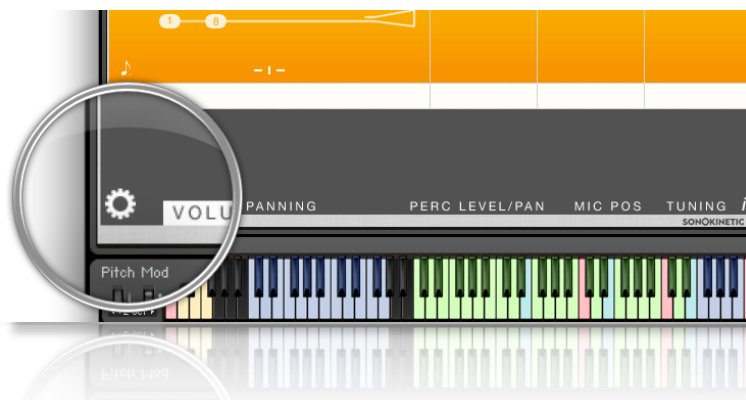 1 8
VOLU PANNING PERC LEVEL/PAN MIC POS TUNING i
SONOKINETIC
Pitch Mod